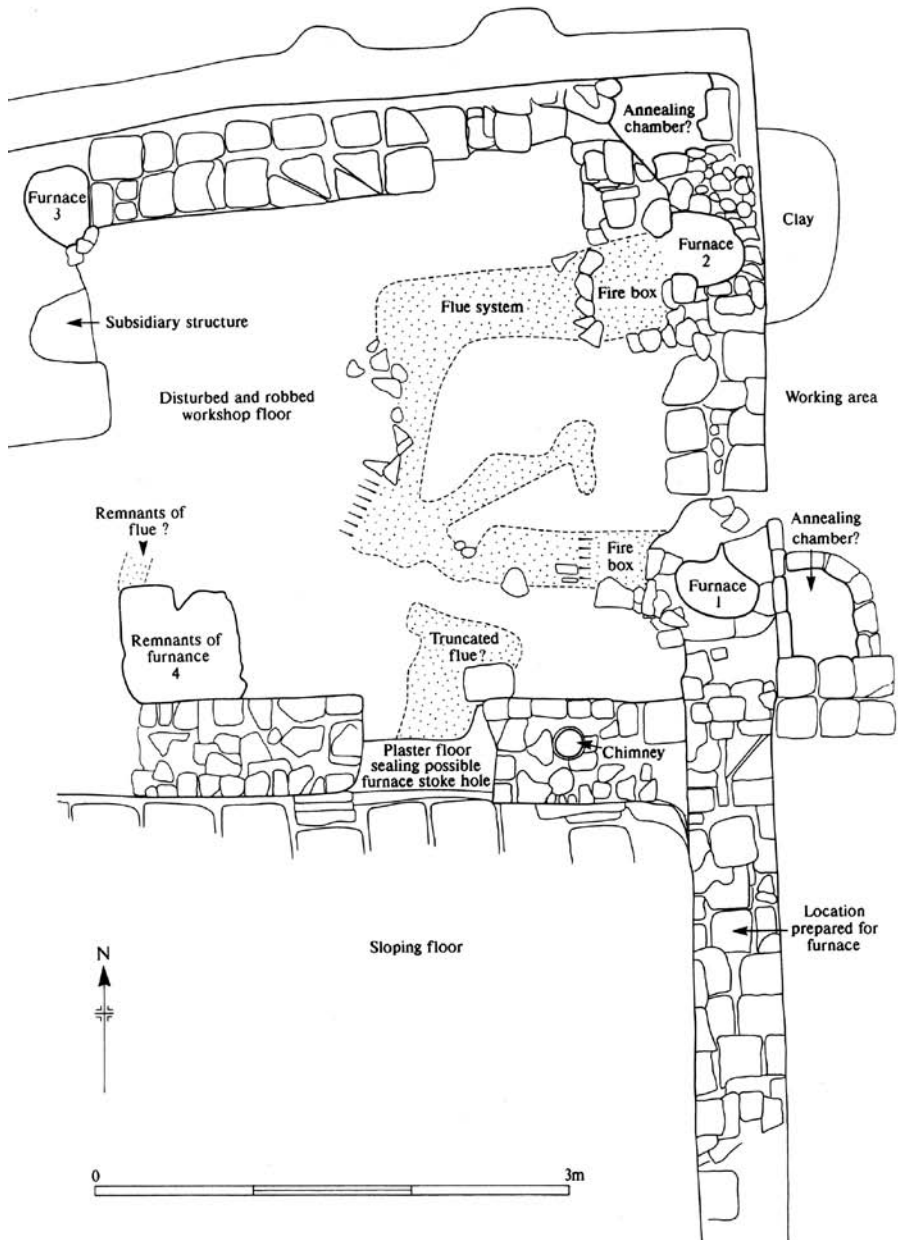 Annealing
chamber?
Furnace
3
Furnace
2
Clay
Fire box
Flue system
Subsidiary structure
Disturbed and robbed
workshop floor
Working area
Remnants of
flue ?
Annealing
chamber?
Fire
box
Furnace
1
Remnants of
furnance
4
Truncated
flue?
Plaster floor
sealing possible
furnace stoke hole
Chimney
Location
prepared for
furnace
Sloping floor
N
0
3m